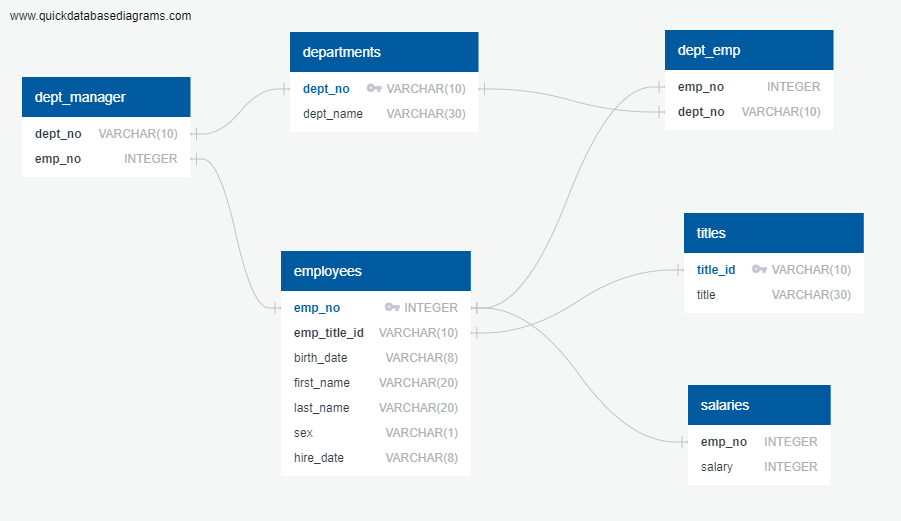 www.quickdatabasediagrams.com
dept_manager
dept_no VARCHAR(10)
emp_no INTEGER
departments
dept_no VARCHAR(10)
dept_name VARCHAR(30)
dept_emp
emp_no INTEGER
dept_no VARCHAR(10)
employees
emp_no INTEGER
emp_title_id VARCHAR(10)
birth_date VARCHAR(8)
first_name VARCHAR(20)
last_name VARCHAR(20)
sex VARCHAR(1)
hire_date VARCHAR(8)
titles
title_id VARCHAR(10)
title VARCHAR(30)
salaries
emp_no INTEGER
salary INTEGER